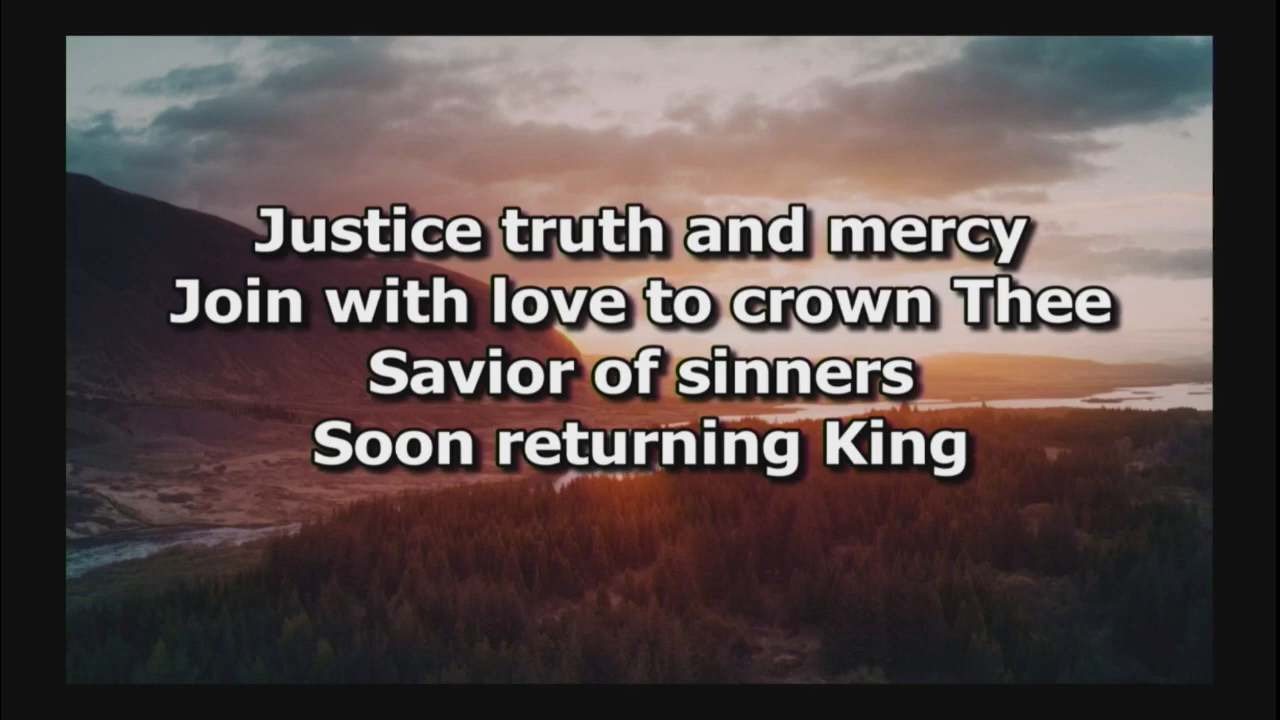 Justice truth and mercy
Join with love to crown Thee
Savior of sinners
Soon returning King